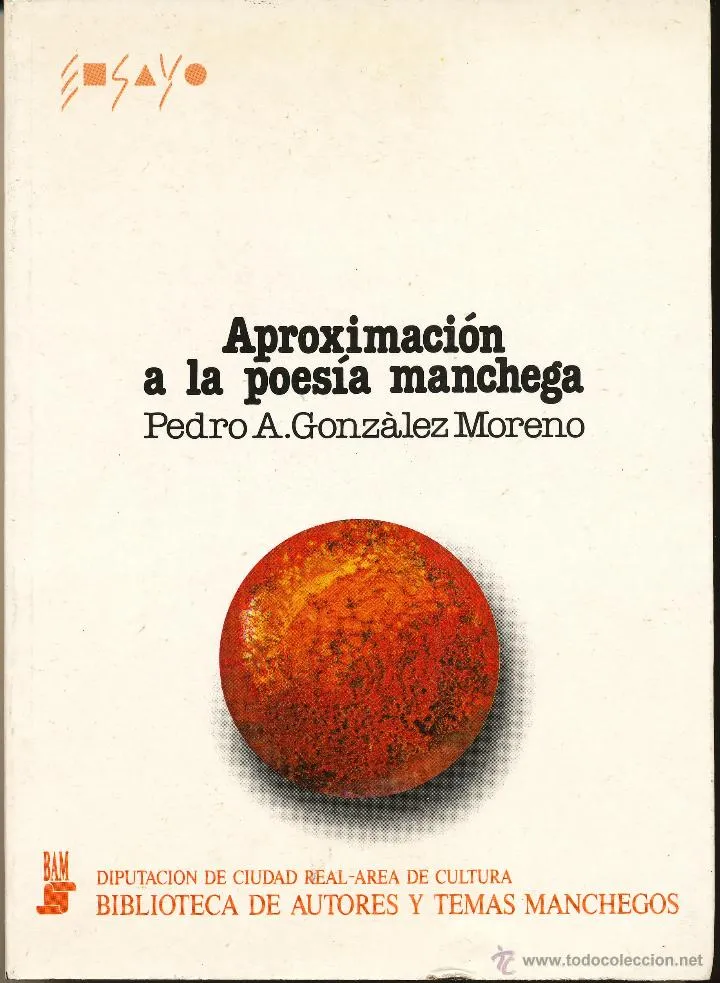 ENSAYO
Aproximación
a la poesía manchega
Pedro A. Gonzàlez Moreno
BAM
DIPUTACION DE CIUDAD REAL-AREA DE CULTURA
BIBLIOTECA DE AUTORES Y TEMAS MANCHEGOS
www.todocoleccion.net